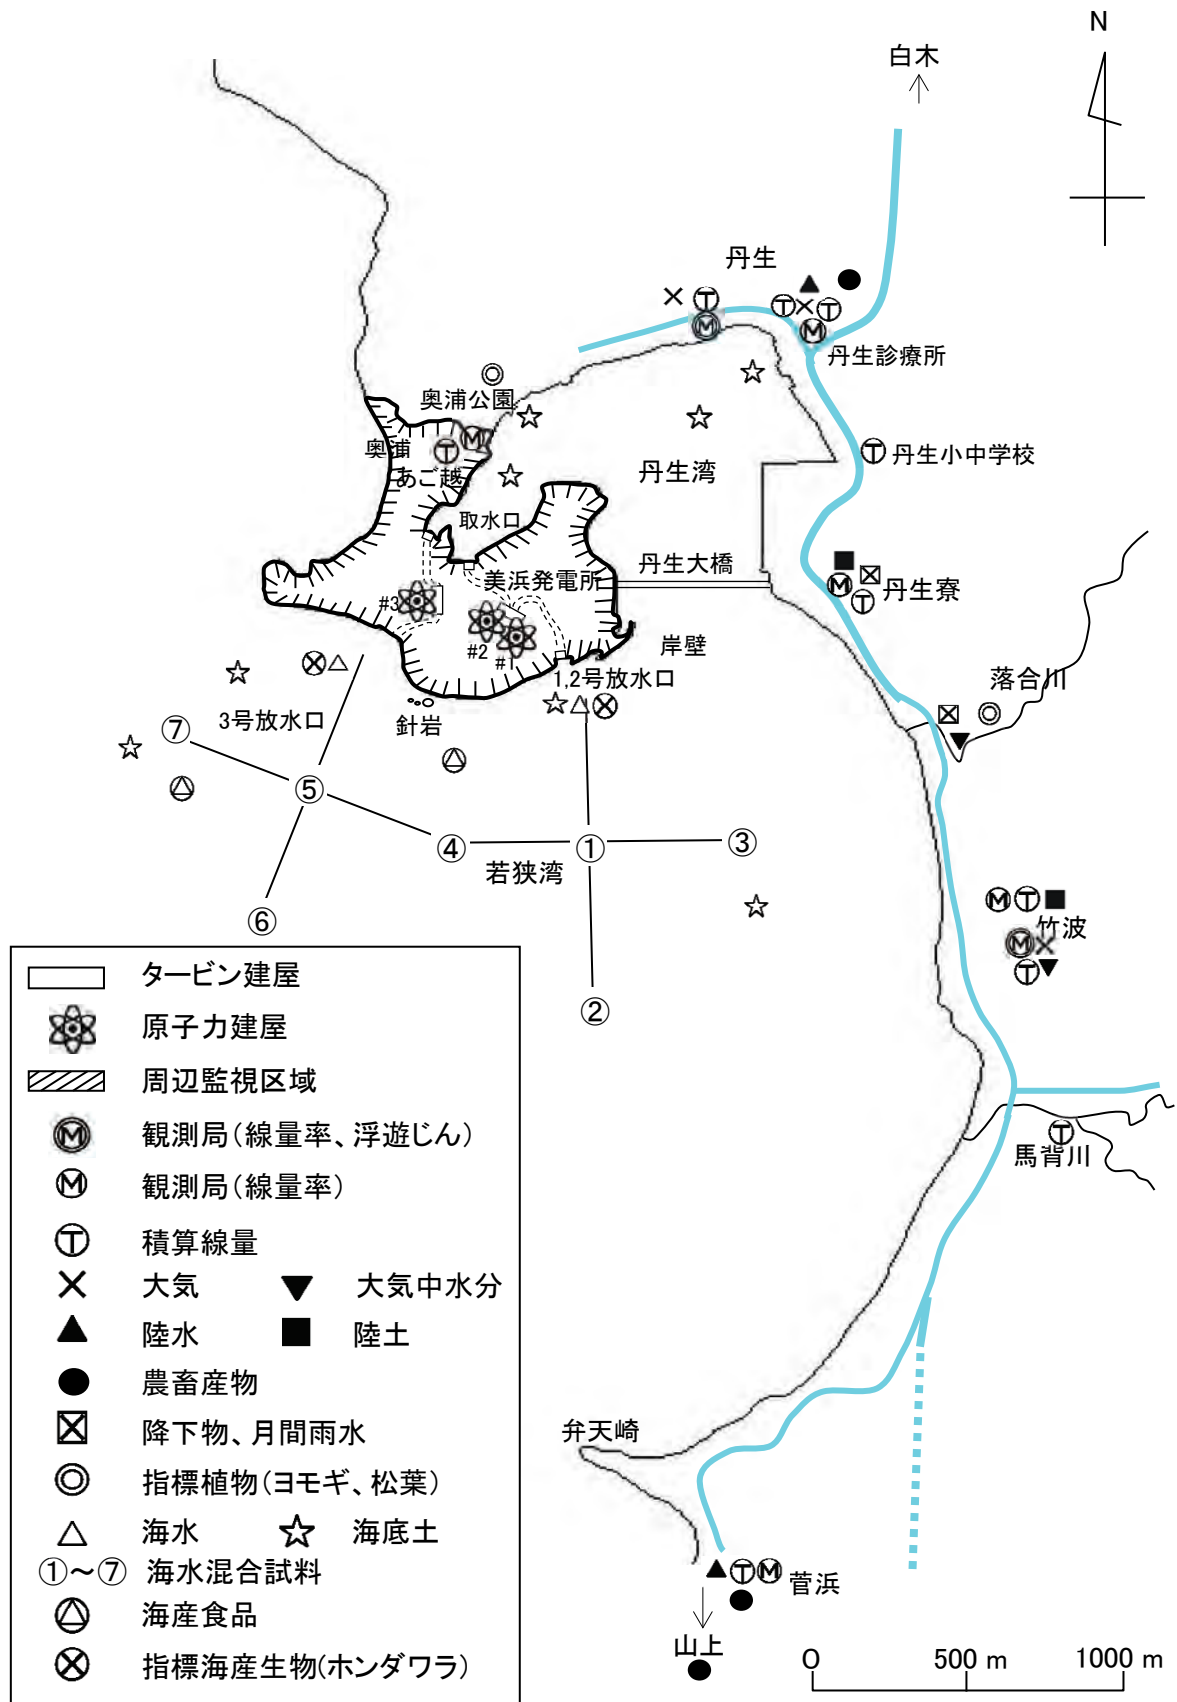 N
白木
丹生
丹生診療所
奥浦公園
奥浦
あご越
丹生小中学校
丹生湾
取水口
美浜発電所
丹生大橋
丹生寮
#3
#2
#1
岸壁
1,2号放水口
落合川
3号放水口
針岩
⑦
⑤
④
①
③
若狭湾
⑥
②
竹波
馬背川
弁天崎
菅浜
山上
タービン建屋
原子力建屋
周辺監視区域
Ⓜ 観測局(線量率、浮遊じん)
Ⓜ 観測局(線量率)
Ⓣ 積算線量
大気 大気中水分
陸水 陸土
農畜産物
降下物、月間雨水
指標植物(ヨモギ、松葉)
海水 海底土
①～⑦ 海水混合試料
海産食品
指標海産生物(ホンダワラ)
0 500 m 1000 m